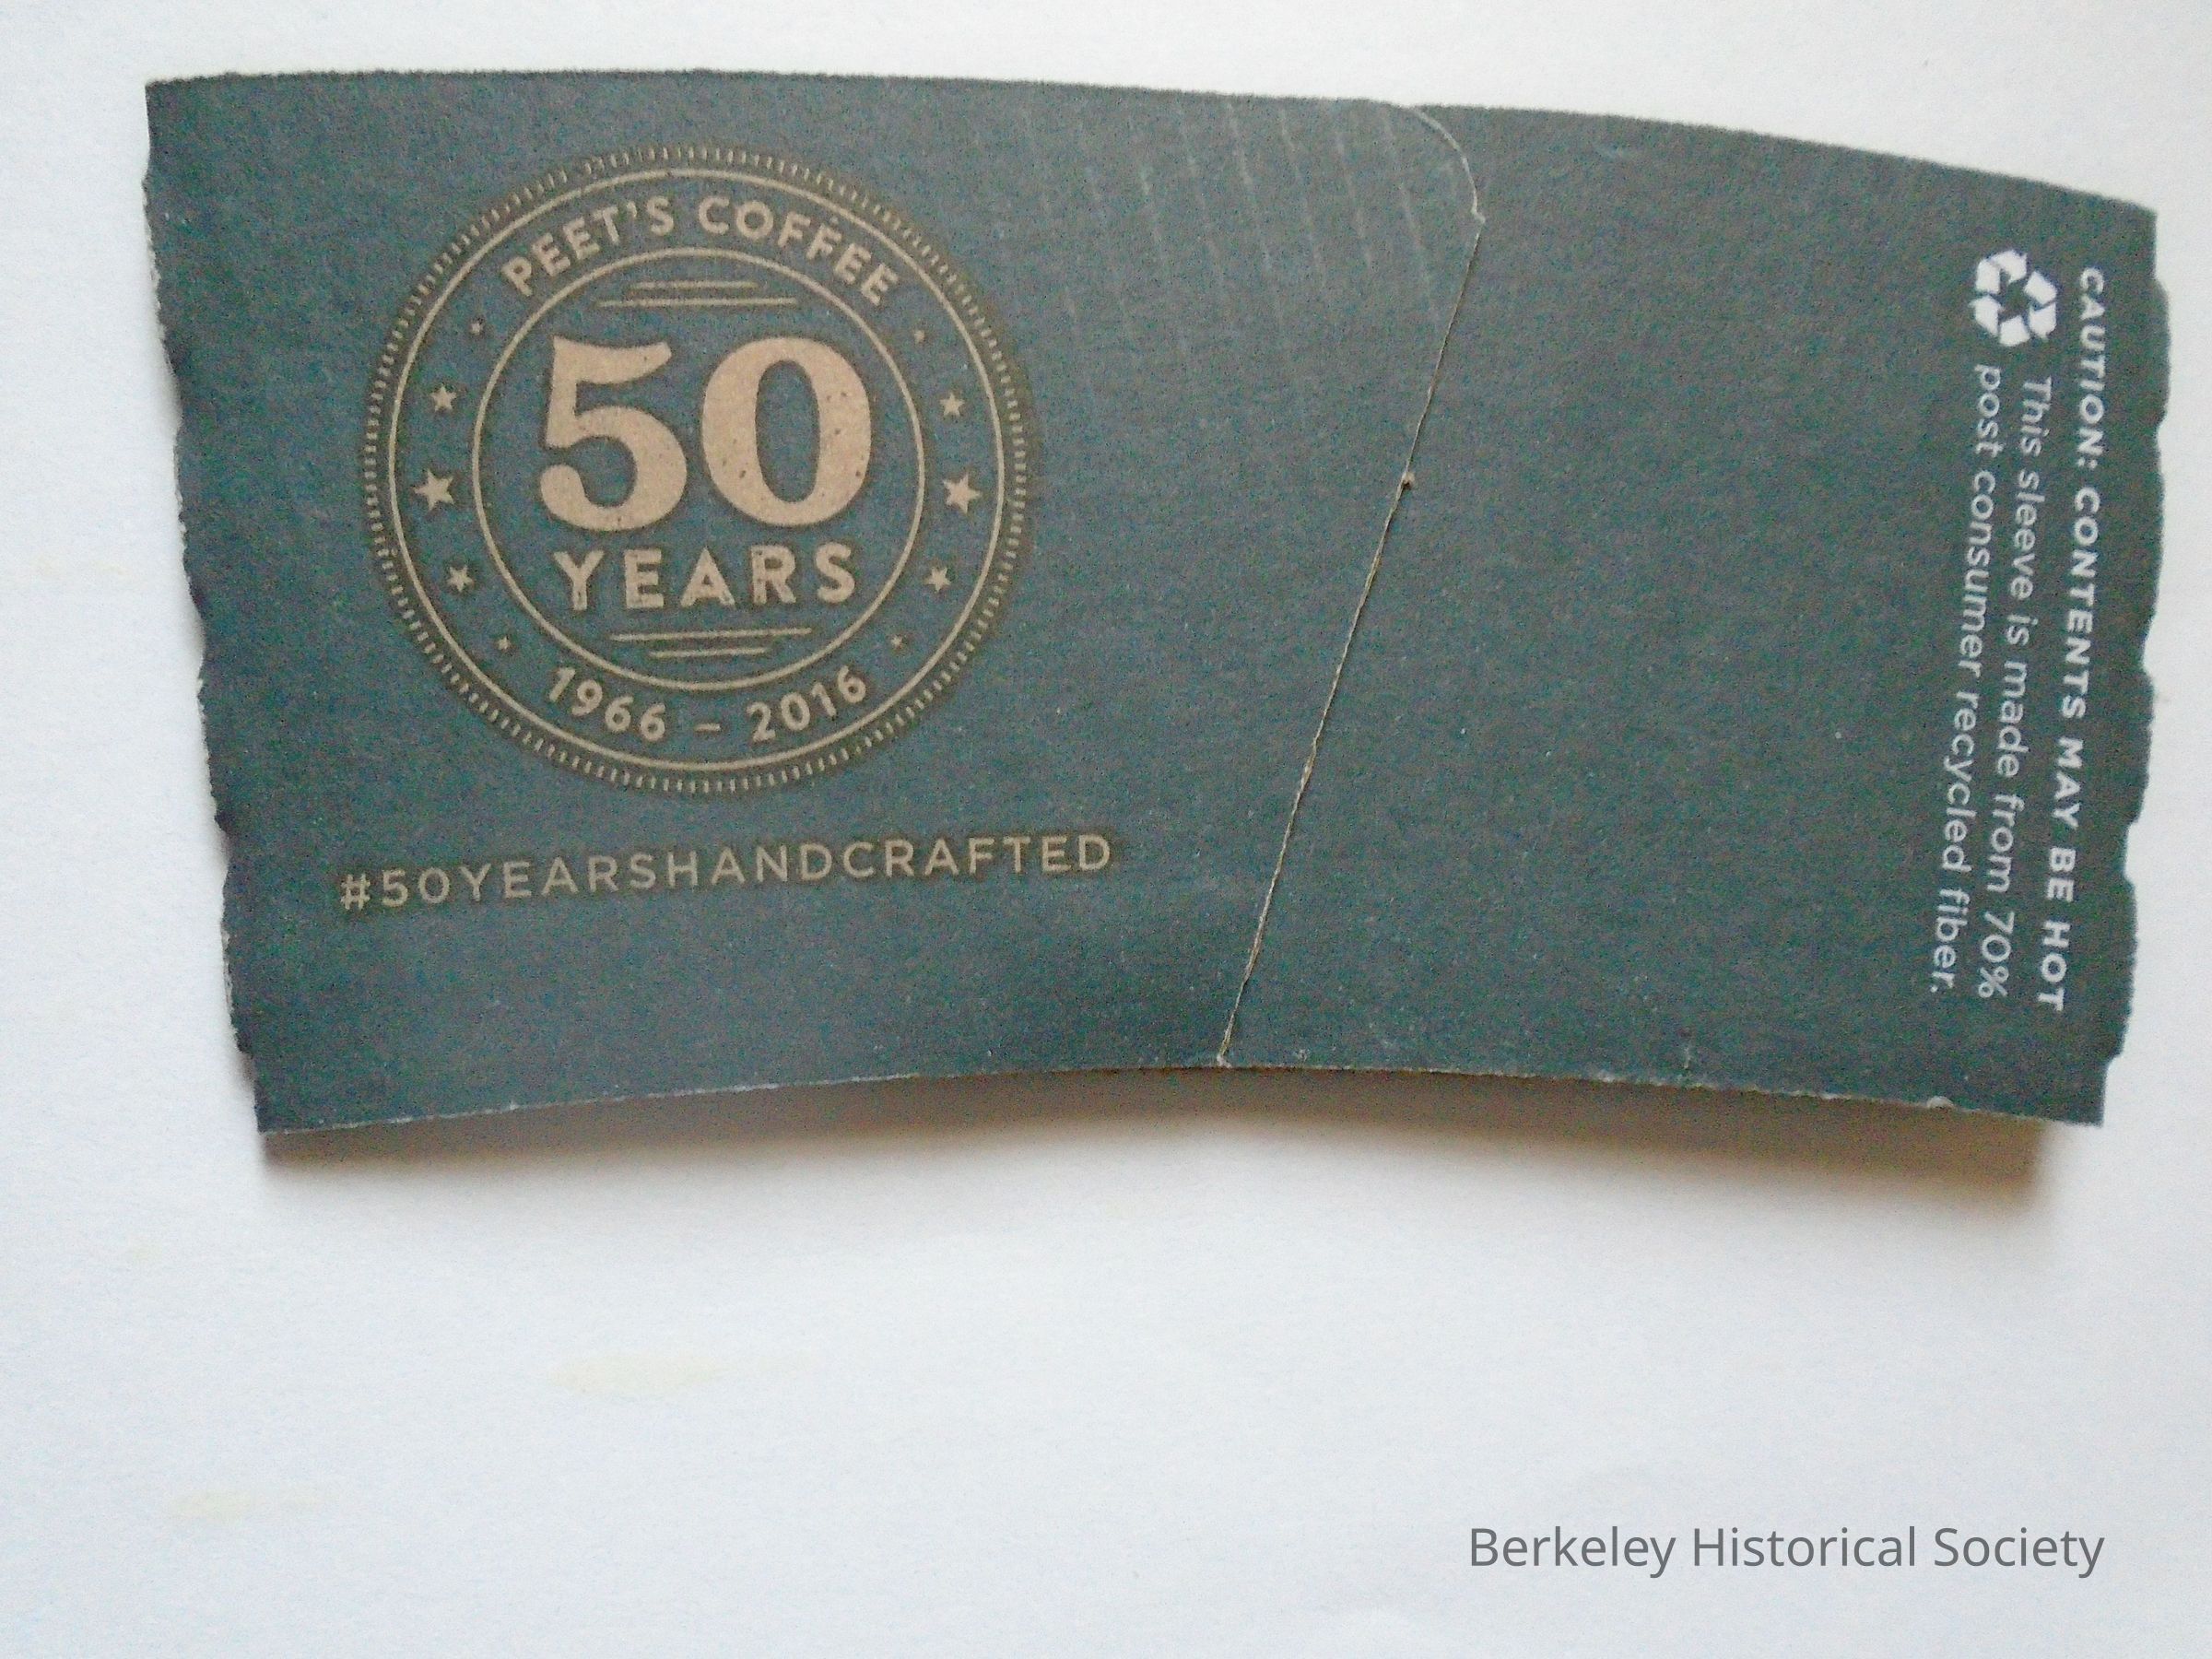 PEET'S COFFEE
50
YEARS
1966 – 2016
#50YEARSHANDCRAFTED
CAUTION: CONTENTS MAY BE HOT
This sleeve is made from 70%
post consumer recycled fiber.
Berkeley Historical Society